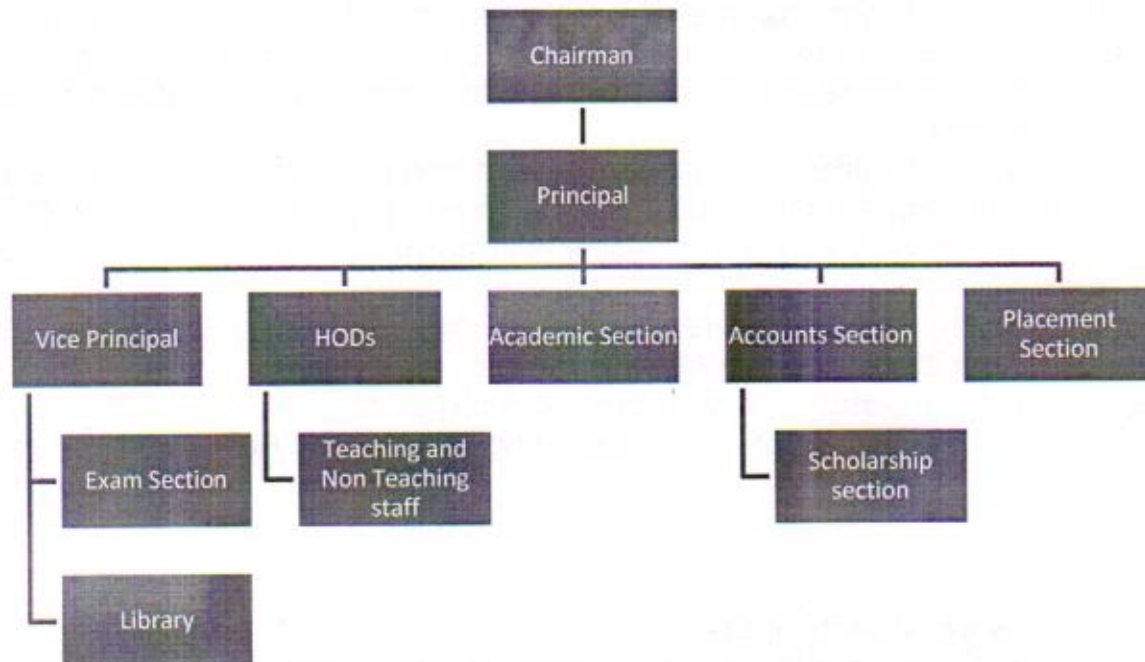 Chairman
Principal
Vice Principal
HODs
Academic Section
Accounts Section
Placement
Section
Exam Section
Teaching and
Non Teaching
staff
Scholarship
section
Library